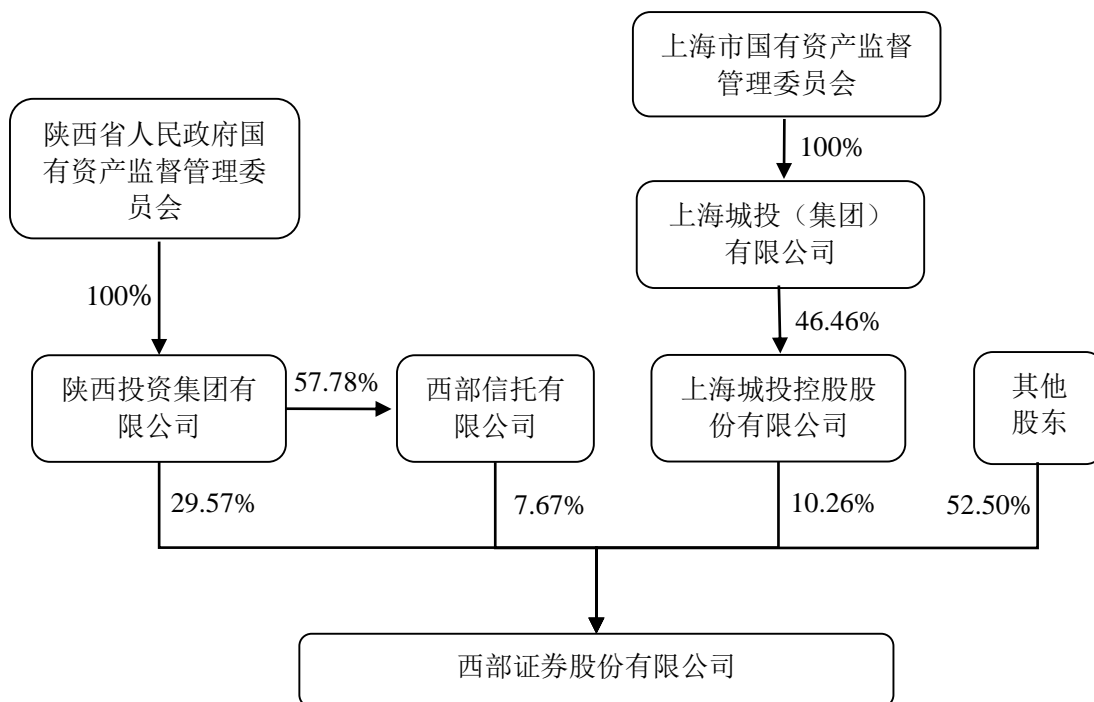 上海市国有资产监督
管理委员会
陕西省人民政府国
有资产监督管理委
员会
100%
上海城投（集团）
有限公司
100%
46.46%
陕西投资集团有
限公司
57.78%
西部信托有
限公司
上海城投控股股
份有限公司
其他
股东
29.57%
7.67%
10.26%
52.50%
西部证券股份有限公司